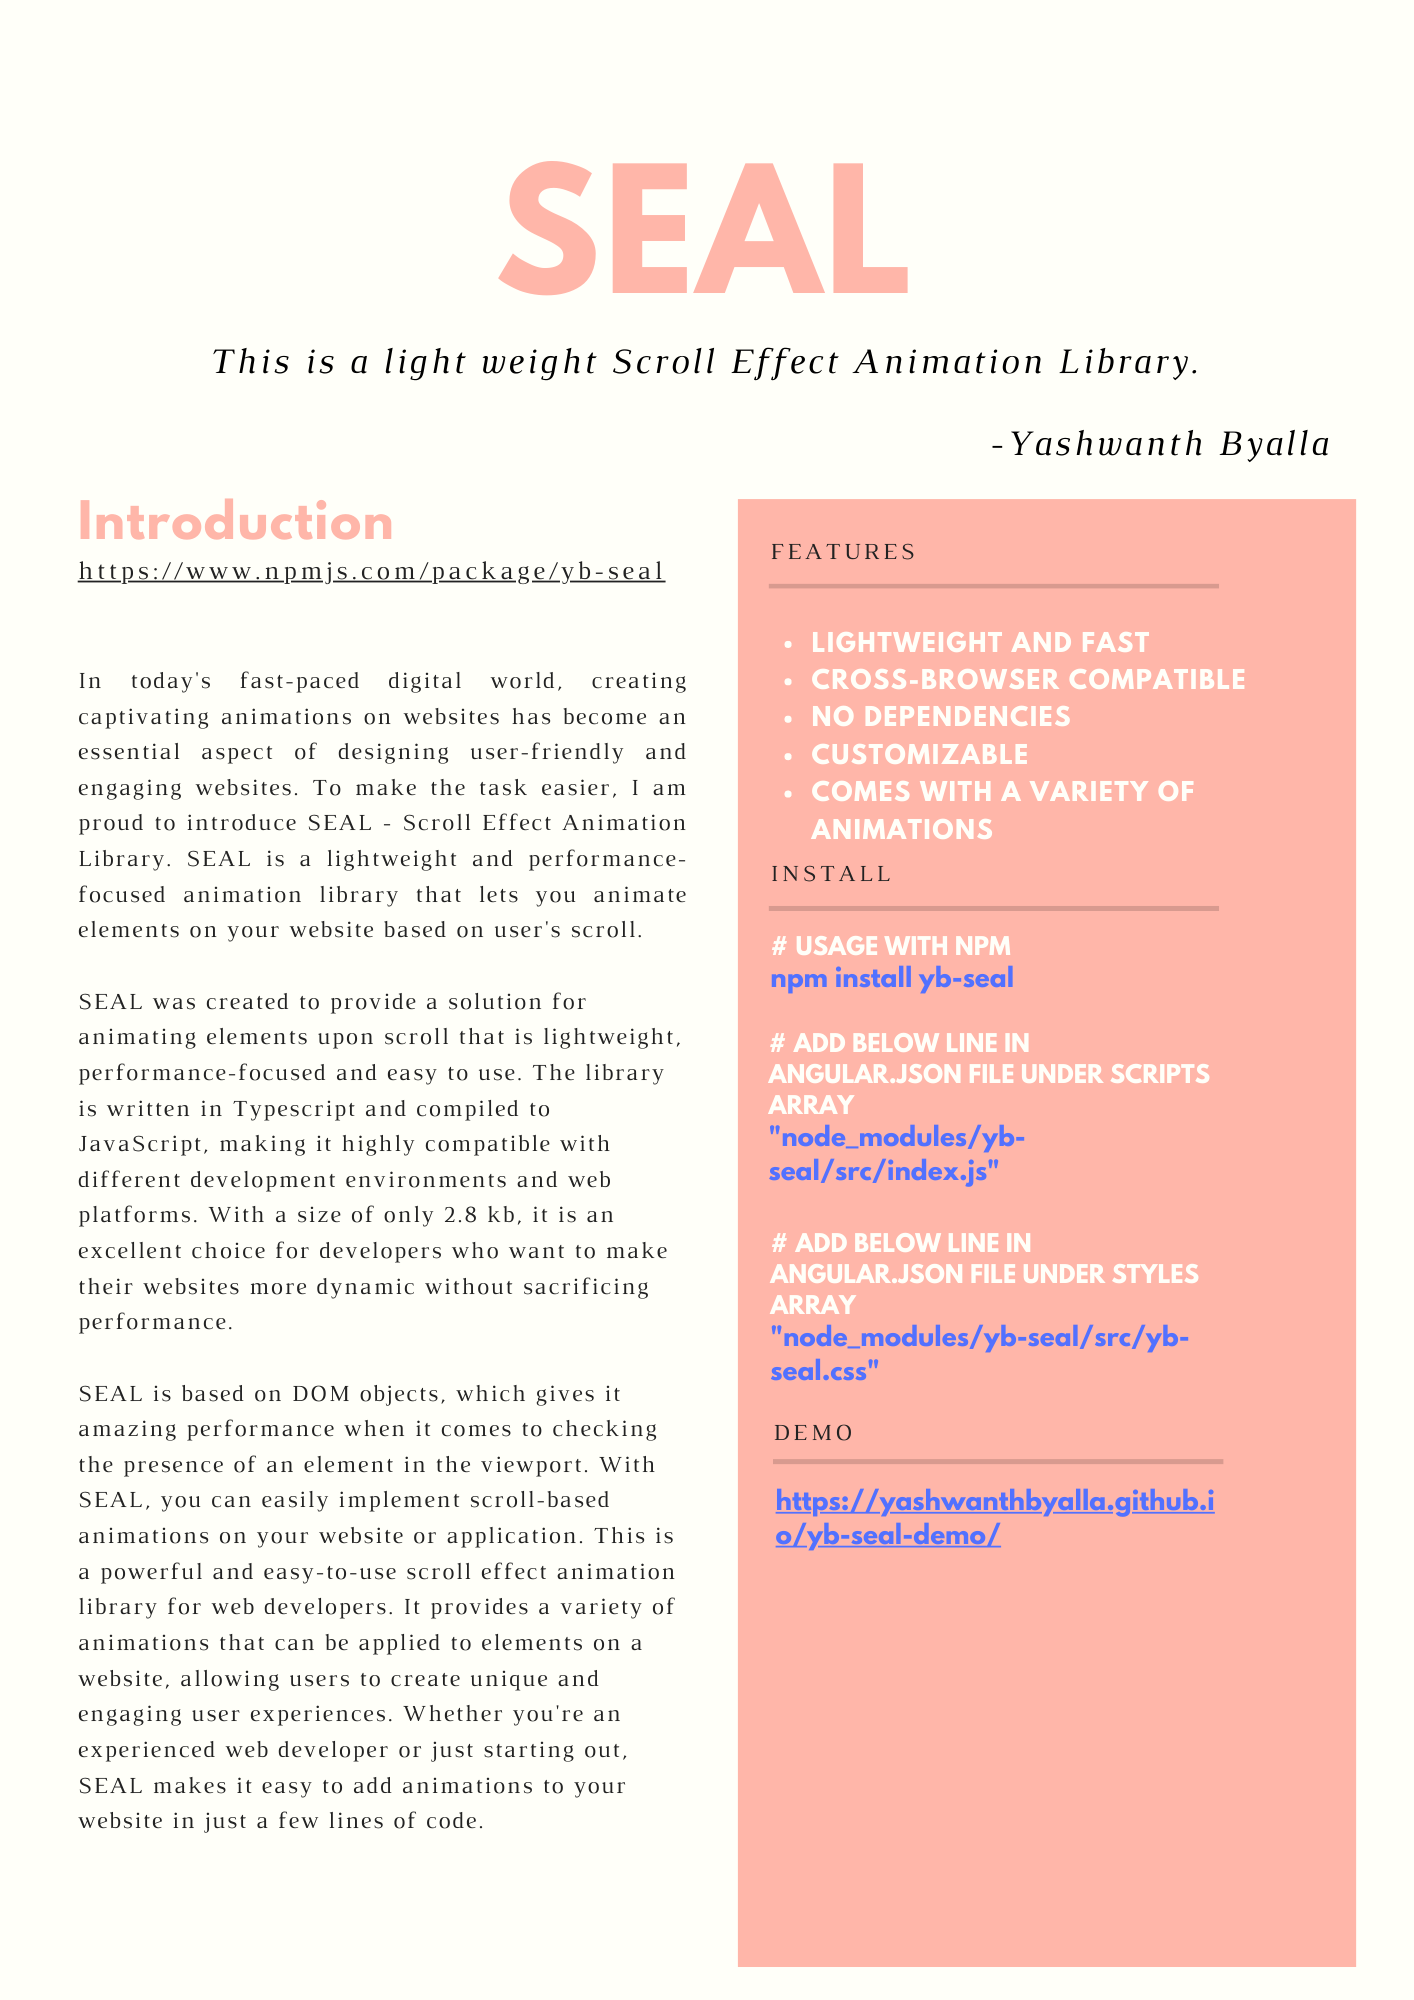 SEAL
This is a light weight Scroll Effect Animation Library.
-Yashwanth Byalla
Introduction
https://www.npmjs.com/package/yb-seal
In today's fast-paced digital world, creating
captivating animations on websites has become an
essential aspect of designing user-friendly and
engaging websites. To make the task easier, I am
proud to introduce SEAL - Scroll Effect Animation
Library. SEAL is a lightweight and performance-
focused animation library that lets you animate
elements on your website based on user's scroll.
SEAL was created to provide a solution for
animating elements upon scroll that is lightweight,
performance-focused and easy to use. The library
is written in Typescript and compiled to
JavaScript, making it highly compatible with
different development environments and web
platforms. With a size of only 2.8 kb, it is an
excellent choice for developers who want to make
their websites more dynamic without sacrificing
performance.
SEAL is based on DOM objects, which gives it
amazing performance when it comes to checking
the presence of an element in the viewport. With
SEAL, you can easily implement scroll-based
animations on your website or application. This is
a powerful and easy-to-use scroll effect animation
library for web developers. It provides a variety of
animations that can be applied to elements on a
website, allowing users to create unique and
engaging user experiences. Whether you're an
experienced web developer or just starting out,
SEAL makes it easy to add animations to your
website in just a few lines of code.
FEATURES
• LIGHTWEIGHT AND FAST
• CROSS-BROWSER COMPATIBLE
• NO DEPENDENCIES
• CUSTOMIZABLE
• COMES WITH A VARIETY OF
ANIMATIONS
INSTALL
# USAGE WITH NPM
npm install yb-seal
# ADD BELOW LINE IN
ANGULAR.JSON FILE UNDER SCRIPTS
ARRAY
"node_modules/yb-
seal/src/index.js"
# ADD BELOW LINE IN
ANGULAR.JSON FILE UNDER STYLES
ARRAY
"node_modules/yb-seal/src/yb-
seal.css"
DEMO
https://yashwanthbyalla.github.i
o/yb-seal-demo/